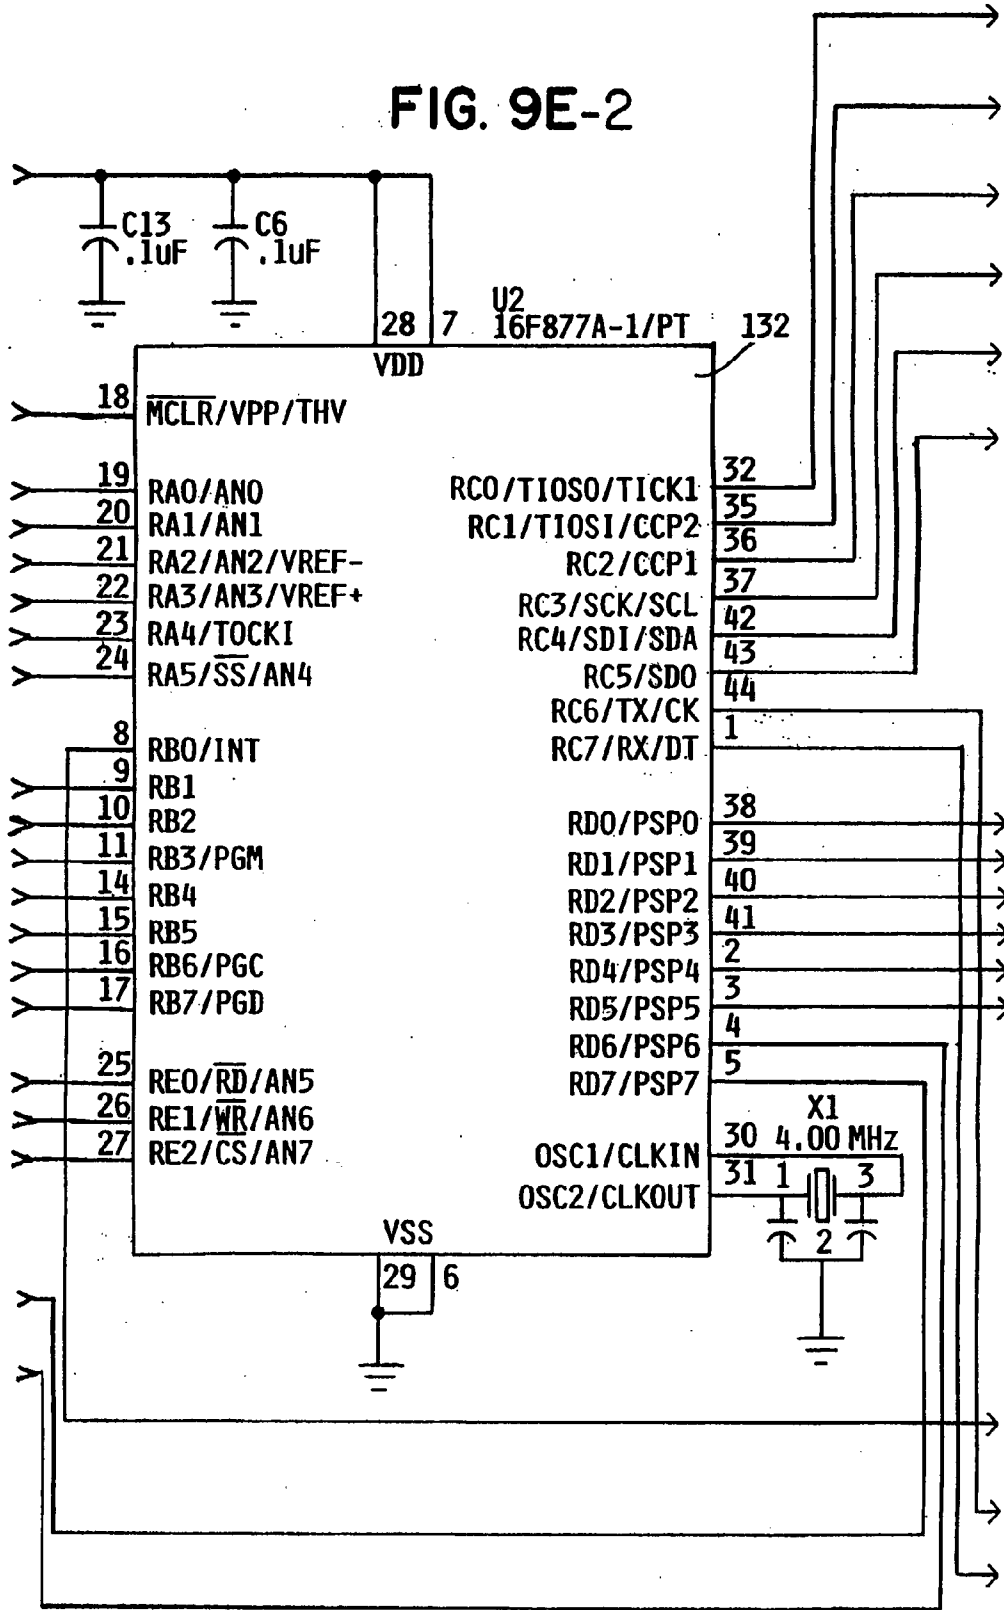 FIG. 9E-2
C13
.1uF
C6
.1uF
U2
16F877A-1/PT
132
28
7
VDD
18
MCLR/VPP/THV
19
RA0/AN0
20
RA1/AN1
21
RA2/AN2/VREF-
22
RA3/AN3/VREF+
23
RA4/TOCKI
24
RA5/SS/AN4
8
RB0/INT
9
RB1
10
RB2
11
RB3/PGM
14
RB4
15
RB5
16
RB6/PGC
17
RB7/PGD
25
RE0/RD/AN5
26
RE1/WR/AN6
27
RE2/CS/AN7
RC0/TIOSO/TICK1
32
RC1/TIOSI/CCP2
35
RC2/CCP1
36
RC3/SCK/SCL
37
RC4/SDI/SDA
42
RC5/SDO
43
RC6/TX/CK
44
RC7/RX/DT
1
RD0/PSP0
38
RD1/PSP1
39
RD2/PSP2
40
RD3/PSP3
41
RD4/PSP4
2
RD5/PSP5
3
RD6/PSP6
4
RD7/PSP7
5
X1
4.00 MHz
OSC1/CLKIN
30
OSC2/CLKOUT
31
1
3
2
VSS
29
6